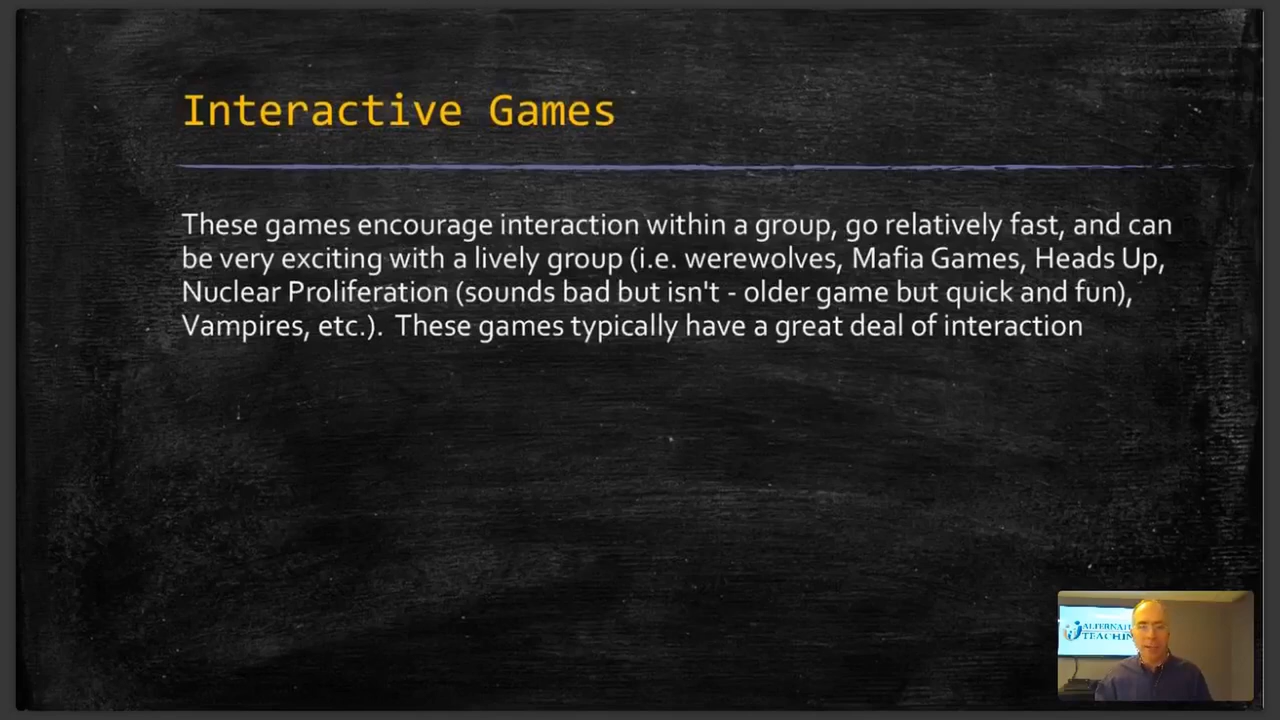 Interactive Games
These games encourage interaction within a group, go relatively fast, and can
be very exciting with a lively group (i.e. werewolves, Mafia Games, Heads Up,
Nuclear Proliferation (sounds bad but isn't - older game but quick and fun),
Vampires, etc.).  These games typically have a great deal of interaction